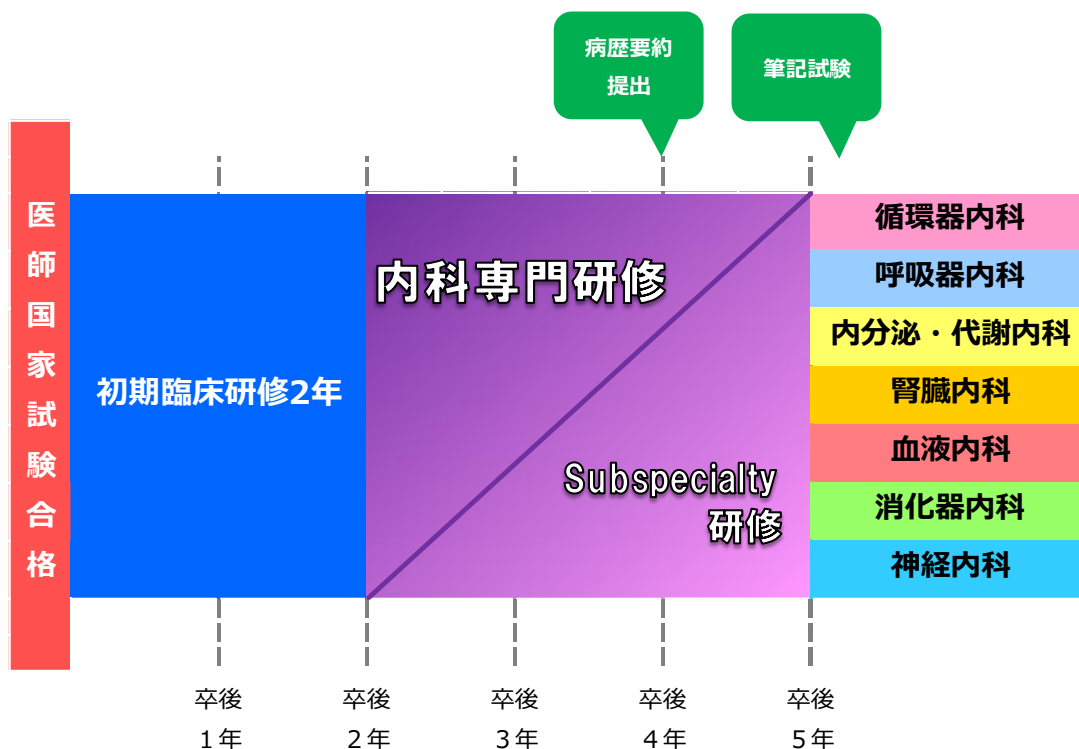 病歴要約
提出
筆記試験
医師国家試験合格
初期臨床研修2年
内科専門研修
Subspecialty
研修
循環器内科
呼吸器内科
内分泌・代謝内科
腎臓内科
血液内科
消化器内科
神経内科
卒後
1年
卒後
2年
卒後
3年
卒後
4年
卒後
5年